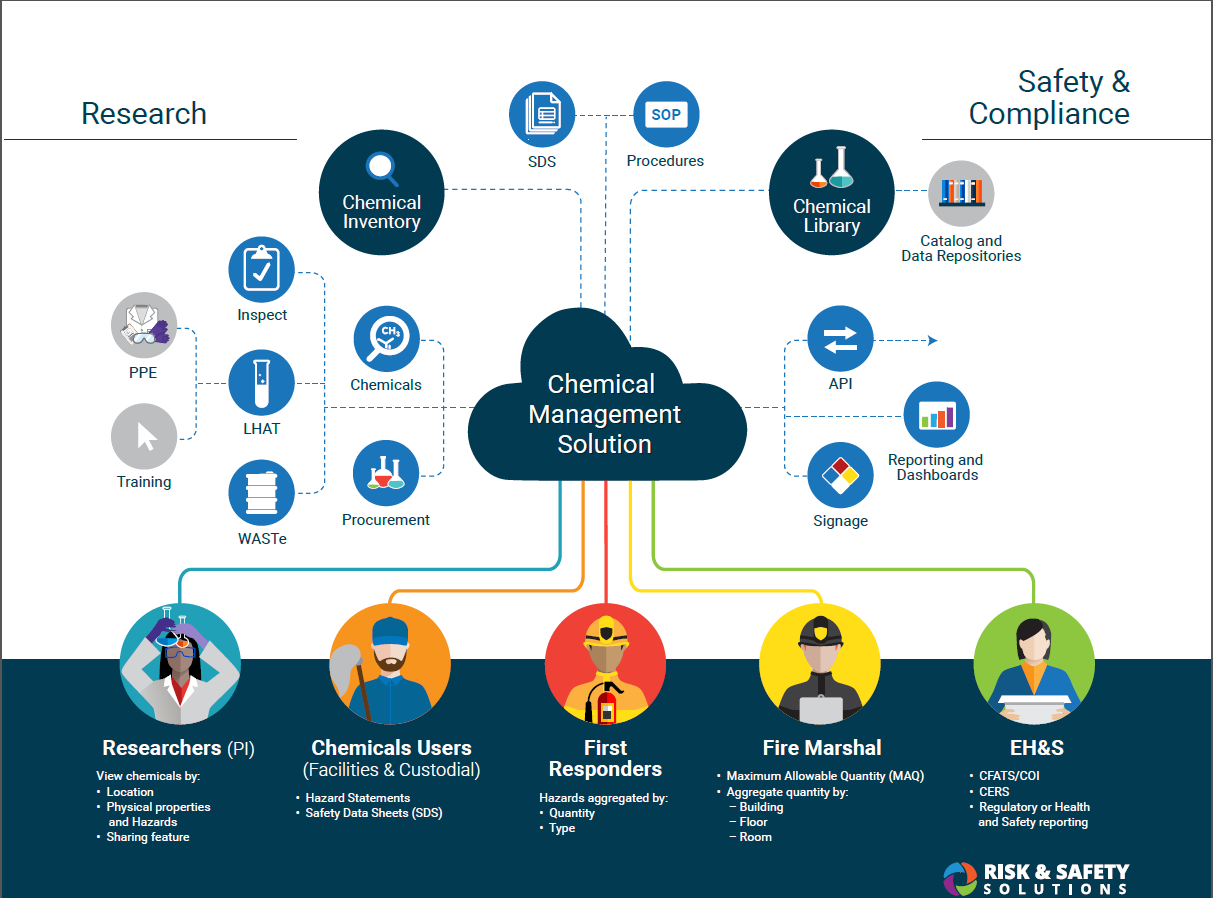 Research
Safety &
Compliance
SOP
SDS
Procedures
Chemical
Inventory
Chemical
Library
Catalog and
Data Repositories
Inspect
PPE
CH3
Chemicals
API
LHAT
Training
Chemical
Management
Solution
Reporting and
Dashboards
Procurement
Signage
WASTe
Researchers (PI)
View chemicals by:
• Location
• Physical properties
and Hazards
• Sharing feature
Chemicals Users
(Facilities & Custodial)
• Hazard Statements
• Safety Data Sheets (SDS)
First
Responders
Hazards aggregated by:
• Quantity
• Type
Fire Marshal
• Maximum Allowable Quantity (MAQ)
• Aggregate quantity by:
– Building
– Floor
– Room
EH&S
• CFATS/COI
• CERS
• Regulatory or Health
and Safety reporting
RISK & SAFETY
SOLUTIONS